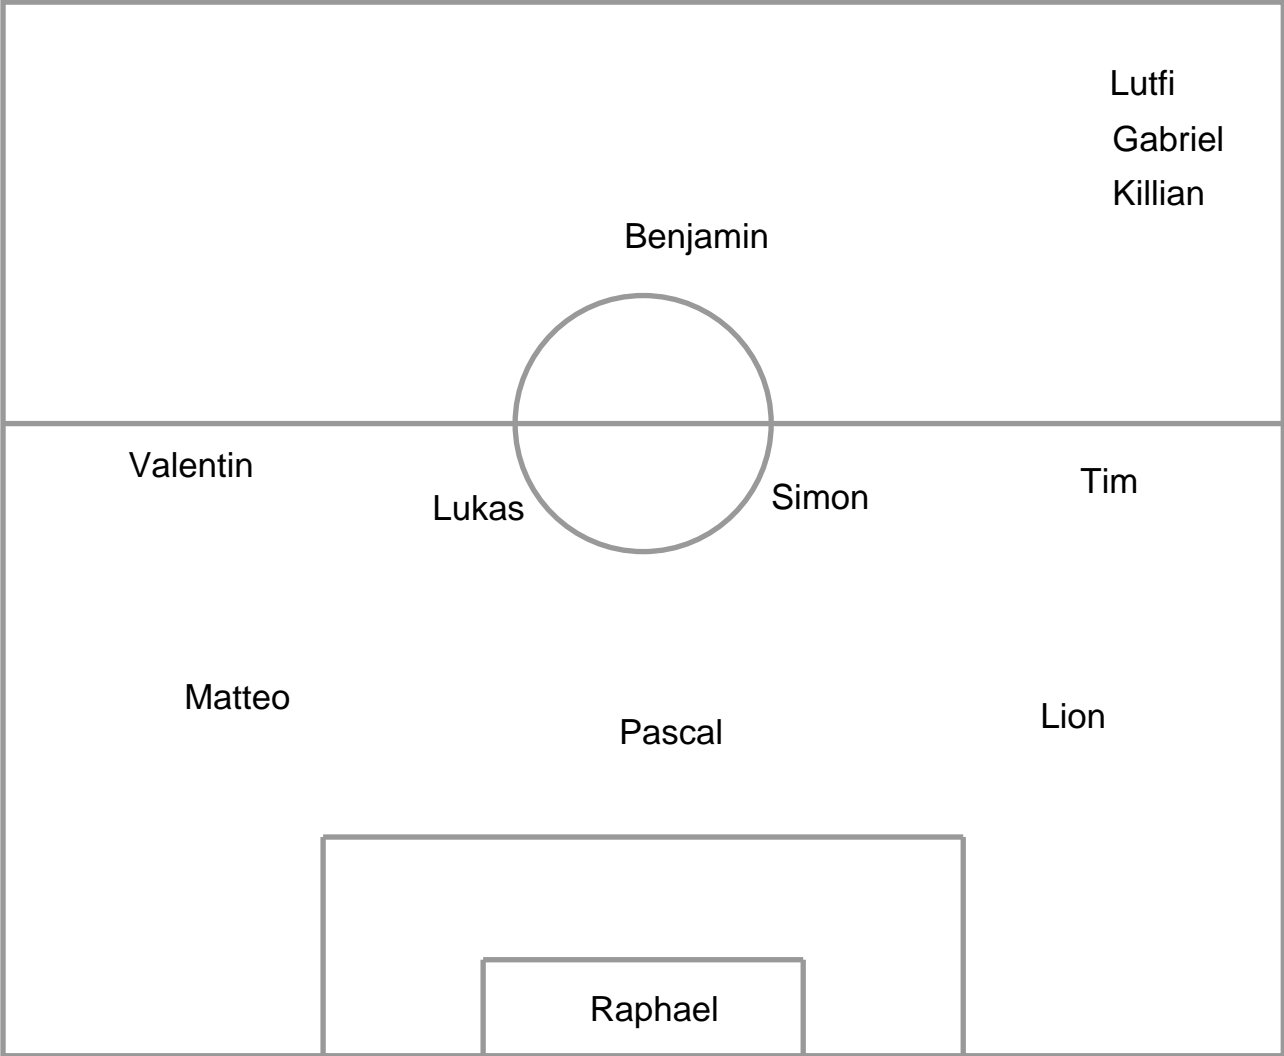 Lutfi
Gabriel
Killian
Benjamin
Valentin
Lukas
Simon
Tim
Matteo
Pascal
Lion
Raphael